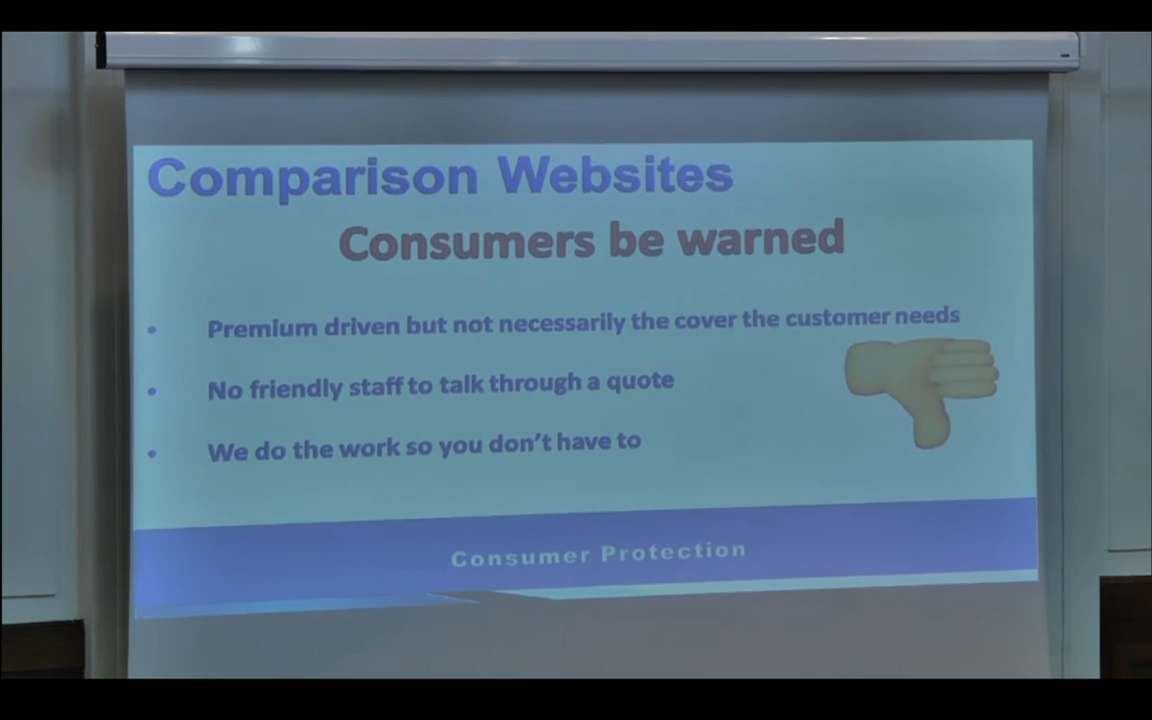 Comparison Websites
Consumers be warned
• Premium driven but not necessarily the cover the customer needs
• No friendly staff to talk through a quote
• We do the work so you don't have to
Consumer Protection